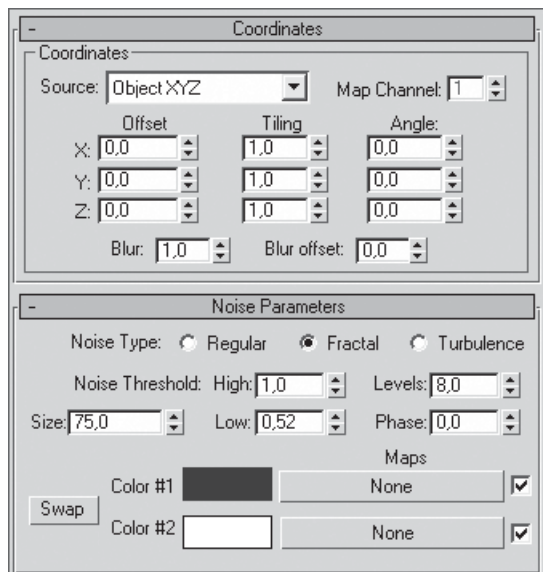 - Coordinates
Coordinates
Source: Object XYZ Map Channel: 1
Offset Tiling Angle:
X: 0,0 1,0 0,0
Y: 0,0 1,0 0,0
Z: 0,0 1,0 0,0
Blur: 1,0 Blur offset: 0,0
- Noise Parameters
Noise Type: Regular Fractal Turbulence
Noise Threshold: High: 1,0 Levels: 8,0
Size: 75,0 Low: 0,52 Phase: 0,0
Maps
Color #1 None
Swap
Color #2 None